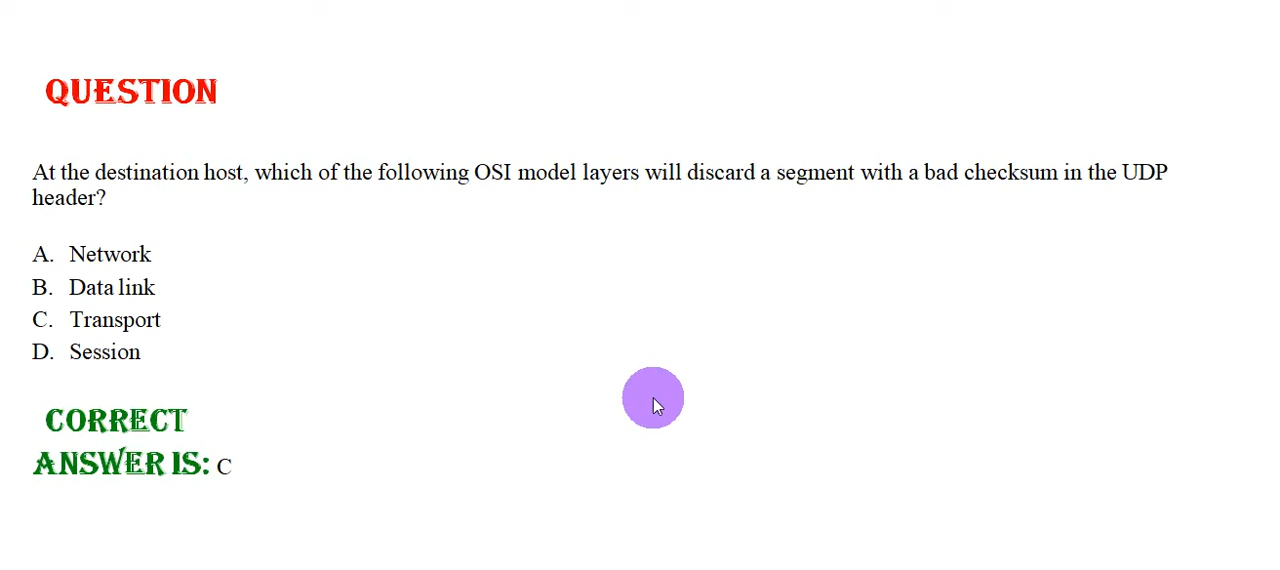 QUESTION
At the destination host, which of the following OSI model layers will discard a segment with a bad checksum in the UDP
header?
A. Network
B. Data link
C. Transport
D. Session
CORRECT
ANSWER IS: C